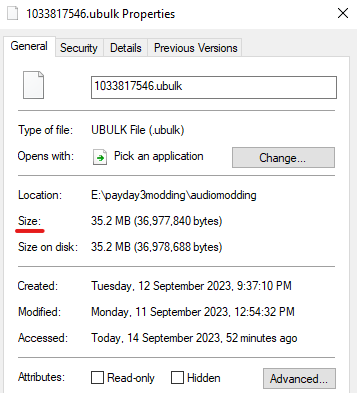 1033817546.ubulk Properties
General Security Details Previous Versions
1033817546.ubulk
Type of file: UBULK File (.ubulk)
Opens with: Pick an application Change...
Location: E:\payday3modding\audiomodding
Size: 35.2 MB (36,977,840 bytes)
Size on disk: 35.2 MB (36,978,688 bytes)
Created: Tuesday, 12 September 2023, 9:37:10 PM
Modified: Monday, 11 September 2023, 12:54:32 PM
Accessed: Today, 14 September 2023, 52 minutes ago
Attributes: Read-only Hidden Advanced...